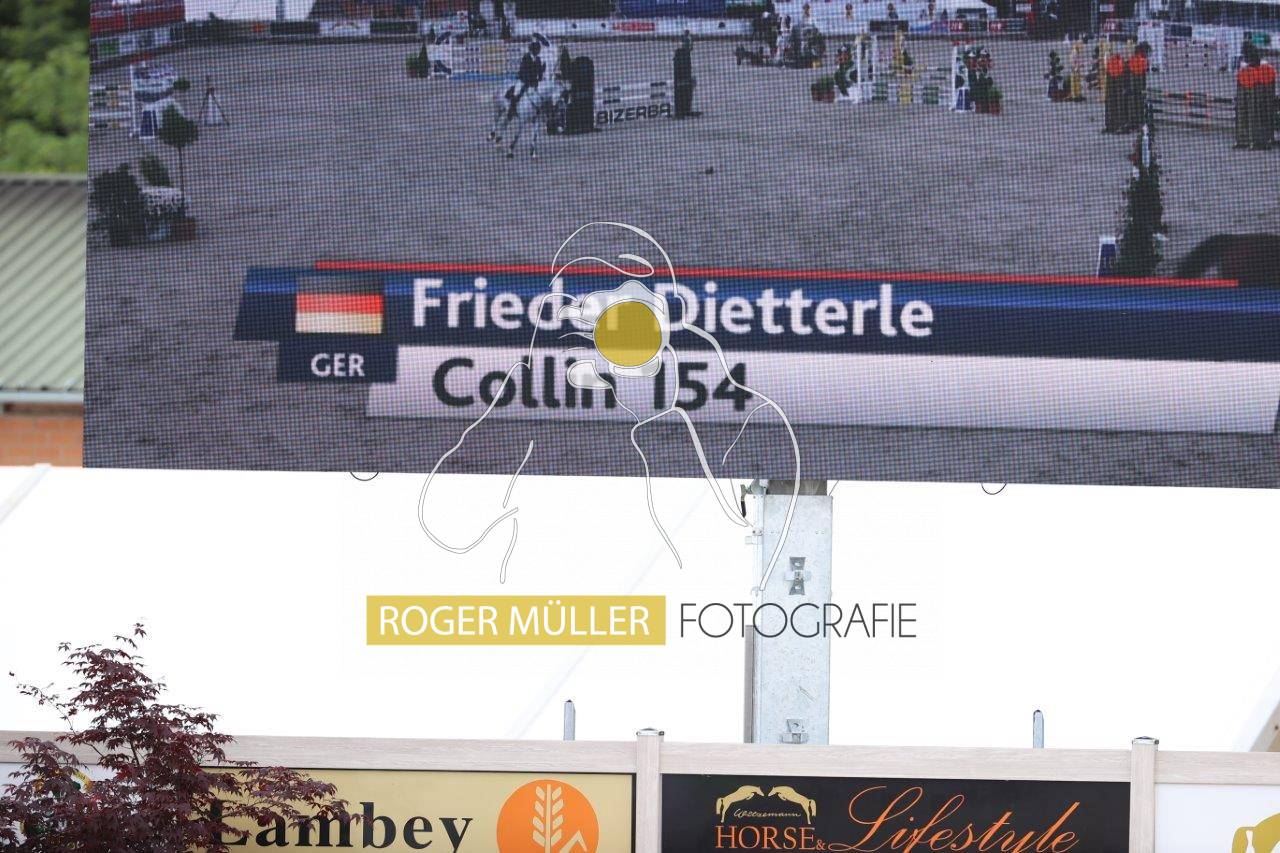 BIZERBA
Frieder Dietterle
GER
Collin 154
ROGER MÜLLER FOTOGRAFIE
Lambey
HORSE & Lifestyle